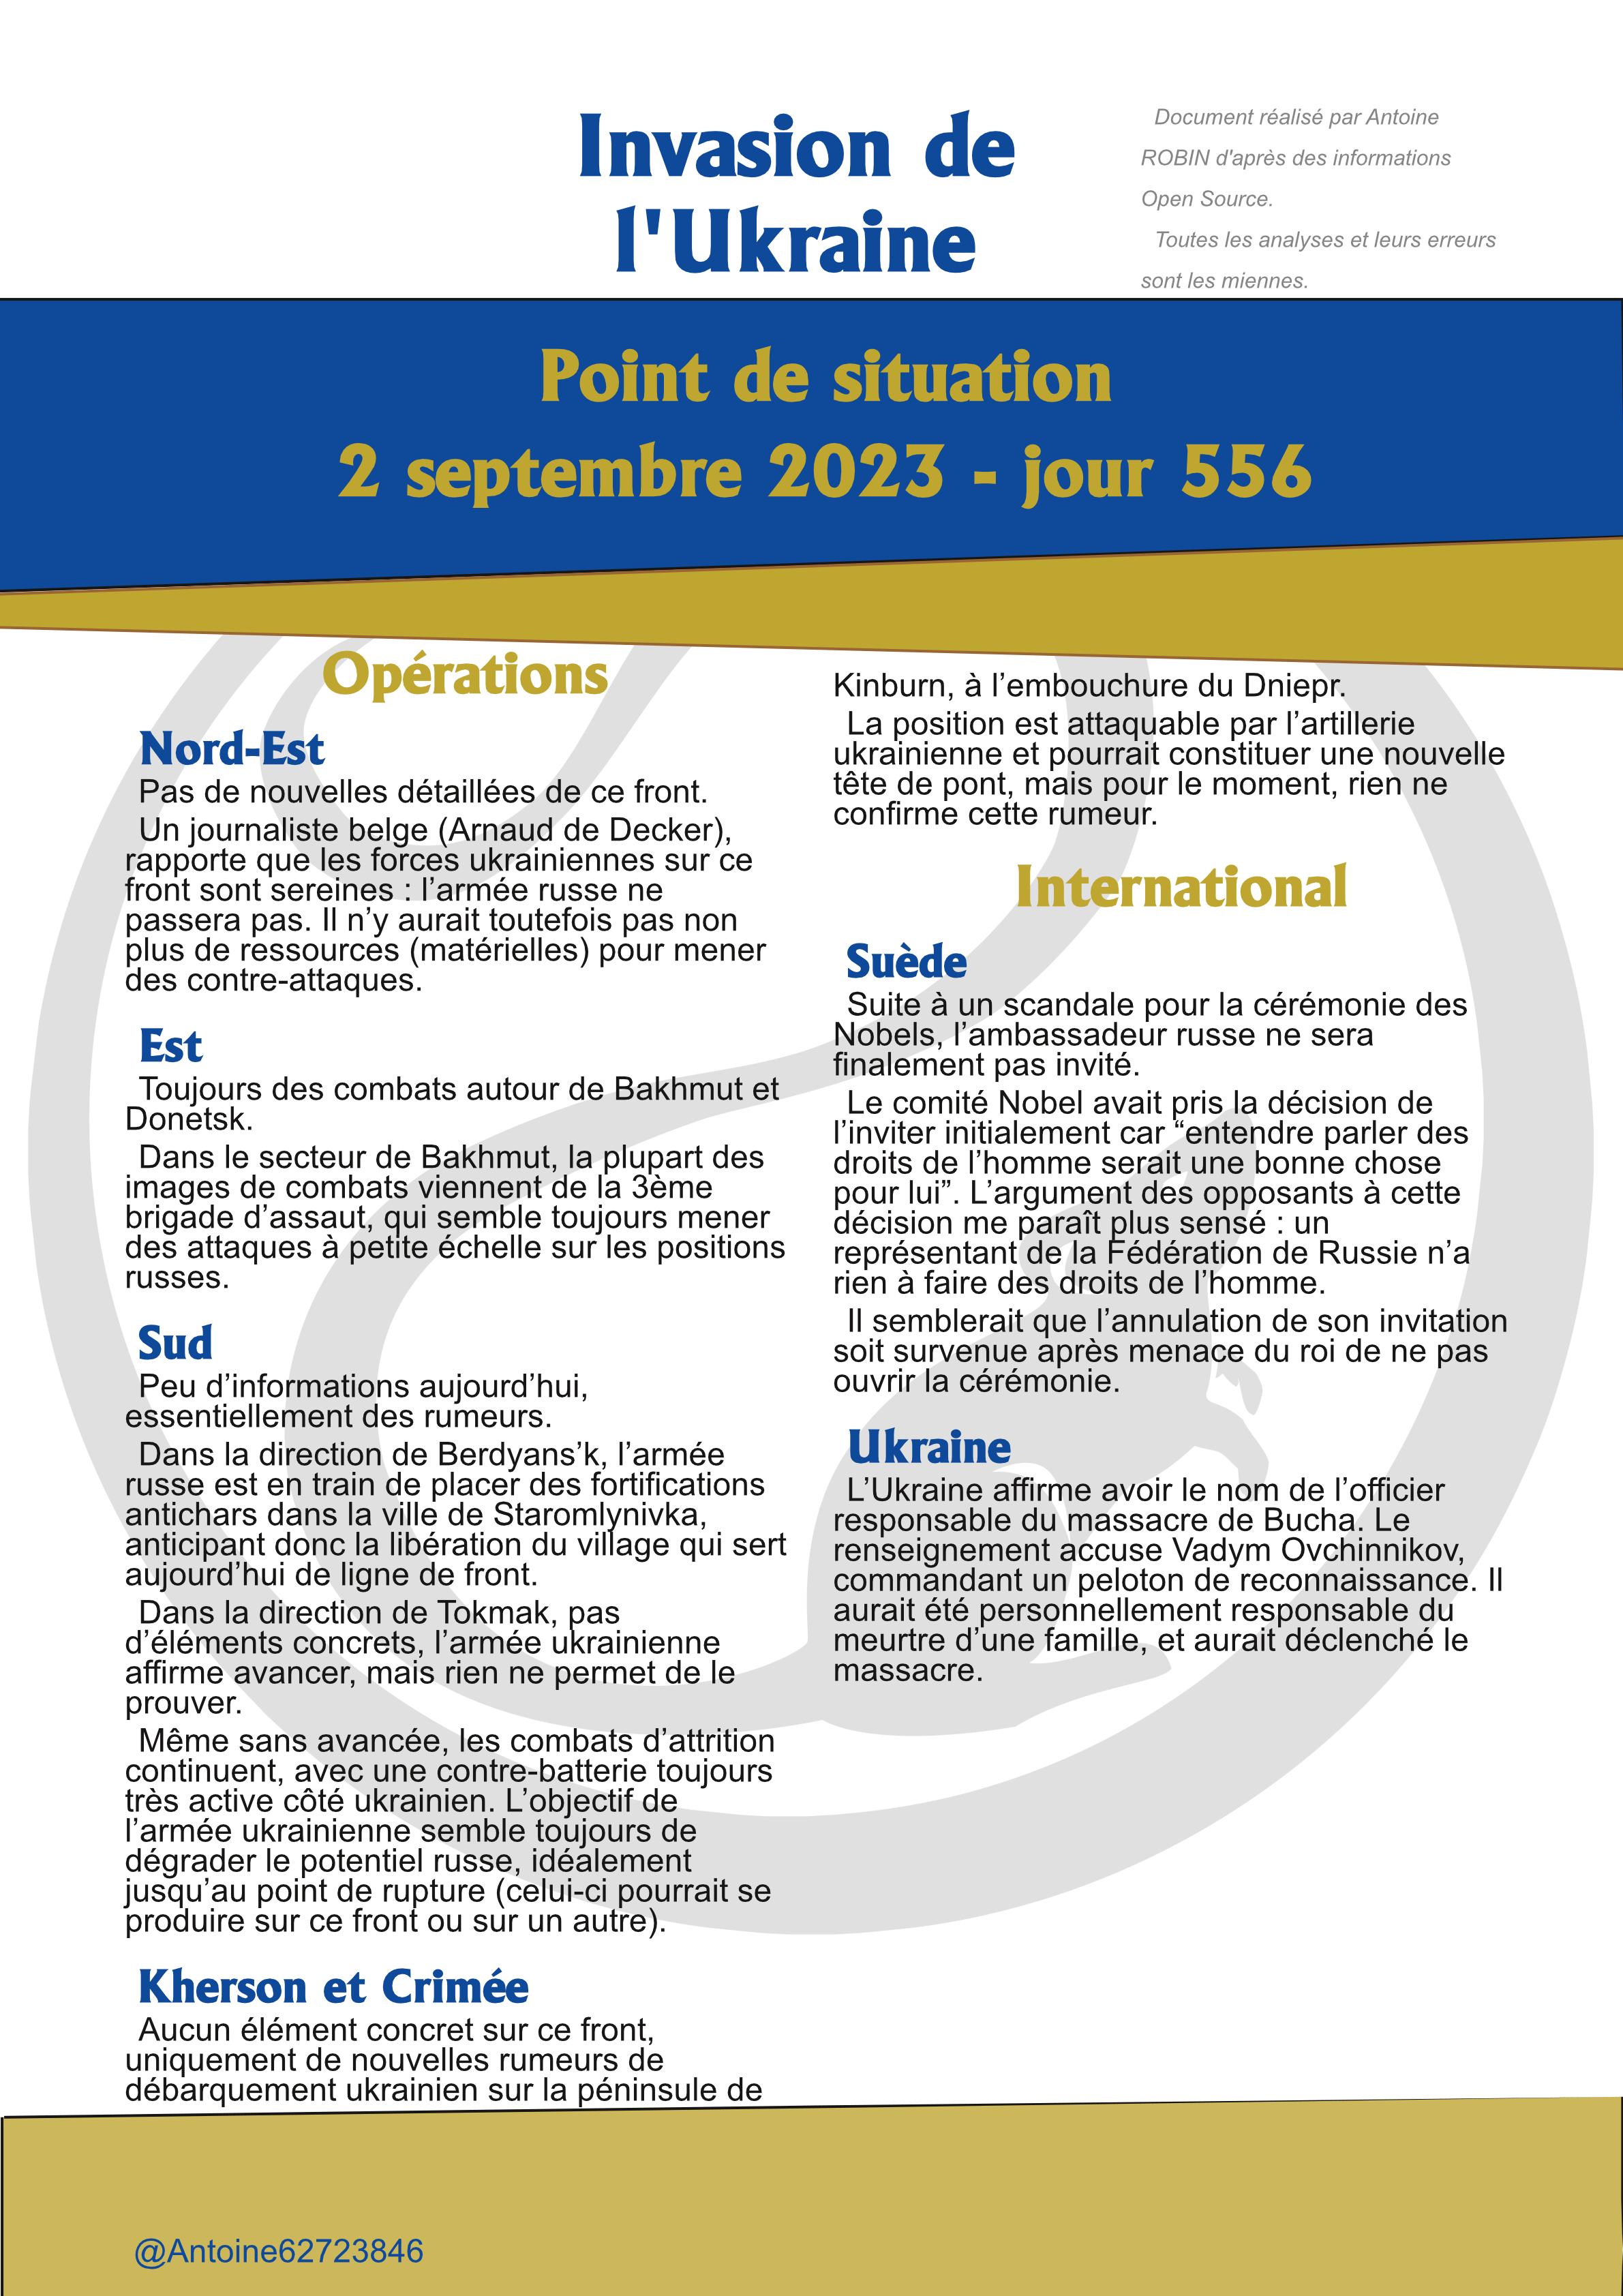 Invasion de
l'Ukraine
Document réalisé par Antoine
ROBIN d'après des informations
Open Source.
Toutes les analyses et leurs erreurs
sont les miennes.
Point de situation
2 septembre 2023 - jour 556
Opérations
Nord-Est
Pas de nouvelles détaillées de ce front.
Un journaliste belge (Arnaud de Decker),
rapporte que les forces ukrainiennes sur ce
front sont sereines : l’armée russe ne
passera pas. Il n’y aurait toutefois pas non
plus de ressources (matérielles) pour mener
des contre-attaques.
Est
Toujours des combats autour de Bakhmut et
Donetsk.
Dans le secteur de Bakhmut, la plupart des
images de combats viennent de la 3ème
brigade d’assaut, qui semble toujours mener
des attaques à petite échelle sur les positions
russes.
Sud
Peu d’informations aujourd’hui,
essentiellement des rumeurs.
Dans la direction de Berdyans’k, l’armée
russe est en train de placer des fortifications
antichars dans la ville de Staromlynivka,
anticipant donc la libération du village qui sert
aujourd’hui de ligne de front.
Dans la direction de Tokmak, pas
d’éléments concrets, l’armée ukrainienne
affirme avancer, mais rien ne permet de le
prouver.
Même sans avancée, les combats d’attrition
continuent, avec une contre-batterie toujours
très active côté ukrainien. L’objectif de
l’armée ukrainienne semble toujours de
dégrader le potentiel russe, idéalement
jusqu’au point de rupture (celui-ci pourrait se
produire sur ce front ou sur un autre).
Kherson et Crimée
Aucun élément concret sur ce front,
uniquement de nouvelles rumeurs de
débarquement ukrainien sur la péninsule de
Kinburn, à l’embouchure du Dniepr.
La position est attaquable par l’artillerie
ukrainienne et pourrait constituer une nouvelle
tête de pont, mais pour le moment, rien ne
confirme cette rumeur.
International
Suède
Suite à un scandale pour la cérémonie des
Nobels, l’ambassadeur russe ne sera
finalement pas invité.
Le comité Nobel avait pris la décision de
l’inviter initialement car “entendre parler des
droits de l’homme serait une bonne chose
pour lui”. L’argument des opposants à cette
décision me paraît plus sensé : un
représentant de la Fédération de Russie n’a
rien à faire des droits de l’homme.
Il semblerait que l’annulation de son invitation
soit survenue après menace du roi de ne pas
ouvrir la cérémonie.
Ukraine
L’Ukraine affirme avoir le nom de l’officier
responsable du massacre de Bucha. Le
renseignement accuse Vadym Ovchinnikov,
commandant un peloton de reconnaissance. Il
aurait été personnellement responsable du
meurtre d’une famille, et aurait déclenché le
massacre.
@Antoine62723846